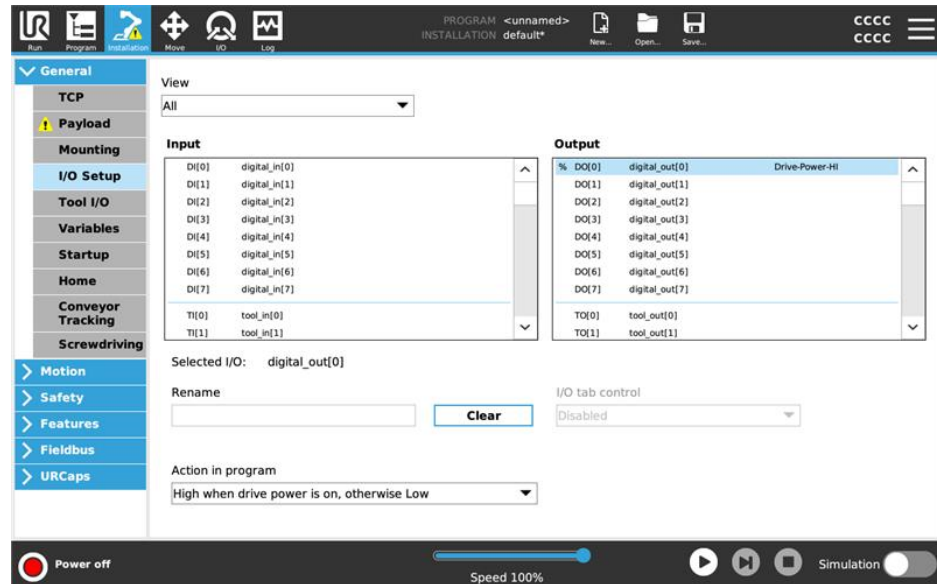 PROGRAM <unnamed>
INSTALLATION default*
CCCC
CCCC
Run
Program
Installation
Move
I/O
Log
New...
Open...
Save...
General
TCP
Payload
Mounting
I/O Setup
Tool I/O
Variables
Startup
Home
Conveyor
Tracking
Screwdriving
Motion
Safety
Features
Fieldbus
URCaps
View
All
Input
DI[0] digital_in[0]
DI[1] digital_in[1]
DI[2] digital_in[2]
DI[3] digital_in[3]
DI[4] digital_in[4]
DI[5] digital_in[5]
DI[6] digital_in[6]
DI[7] digital_in[7]
TI[0] tool_in[0]
TI[1] tool_in[1]
Output
% DO[0] digital_out[0] Drive-Power-HI
DO[1] digital_out[1]
DO[2] digital_out[2]
DO[3] digital_out[3]
DO[4] digital_out[4]
DO[5] digital_out[5]
DO[6] digital_out[6]
DO[7] digital_out[7]
TO[0] tool_out[0]
TO[1] tool_out[1]
Selected I/O: digital_out[0]
Rename
Clear
I/O tab control
Disabled
Action in program
High when drive power is on, otherwise Low
Power off
Speed 100%
Simulation